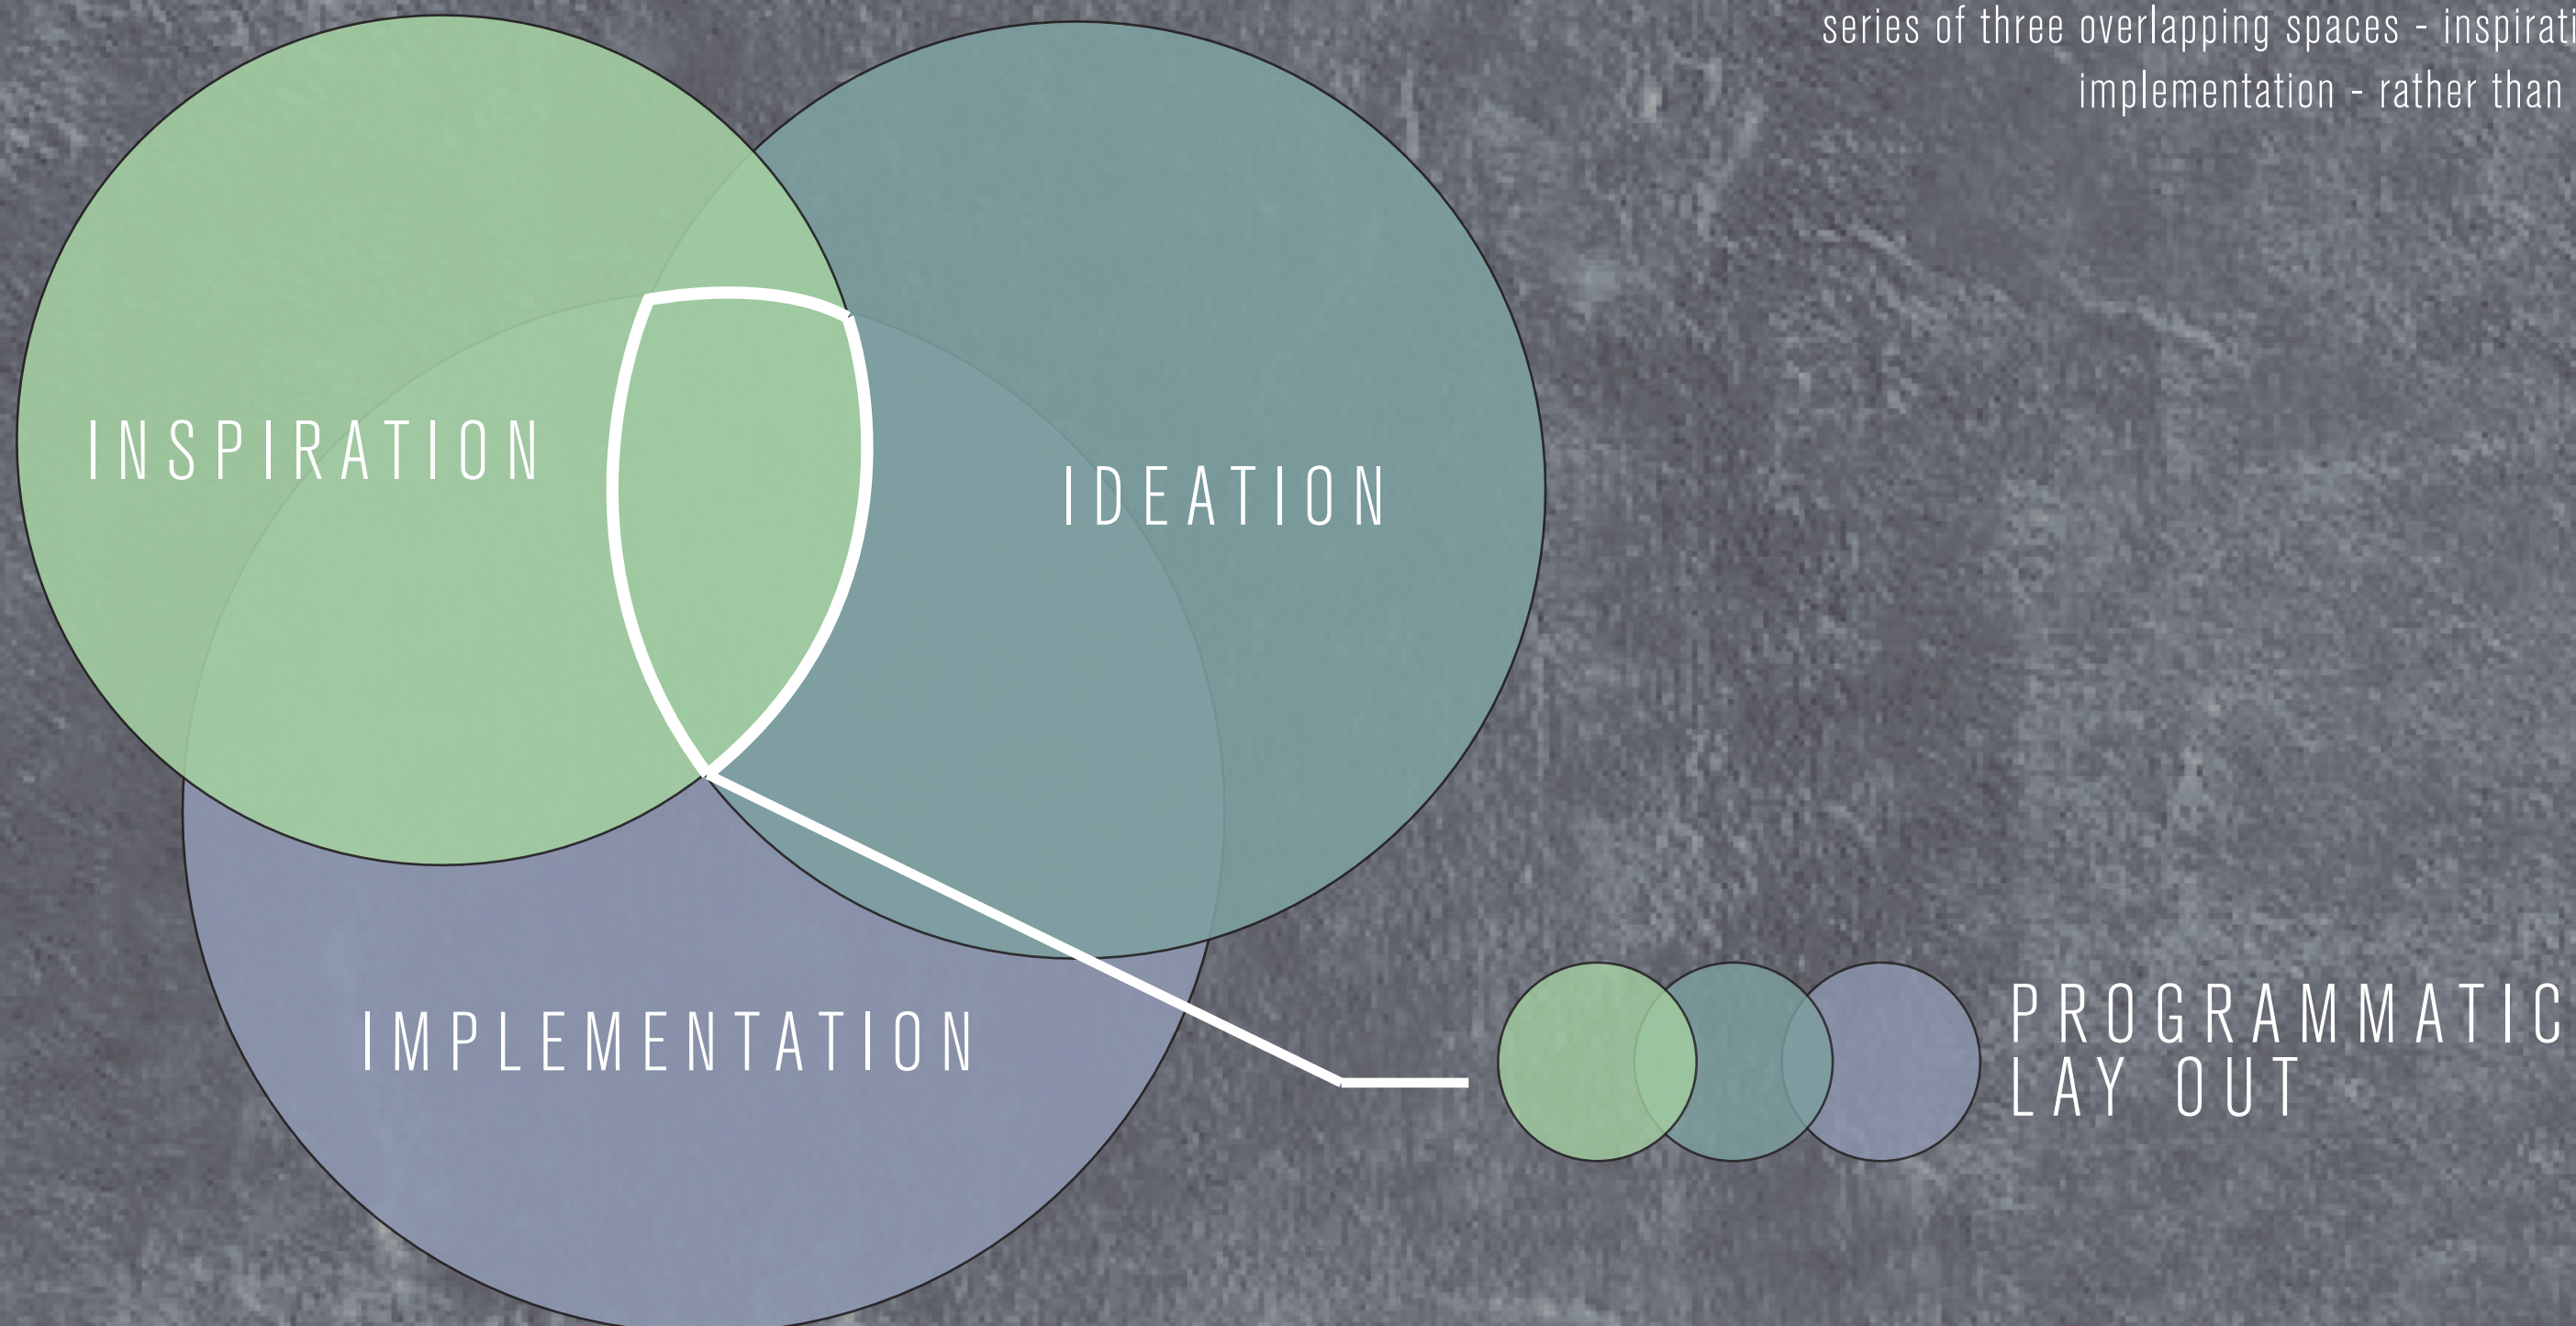 series of three overlapping spaces - inspirati
implementation - rather than
INSPIRATION
IDEATION
IMPLEMENTATION
PROGRAMMATIC
LAY OUT